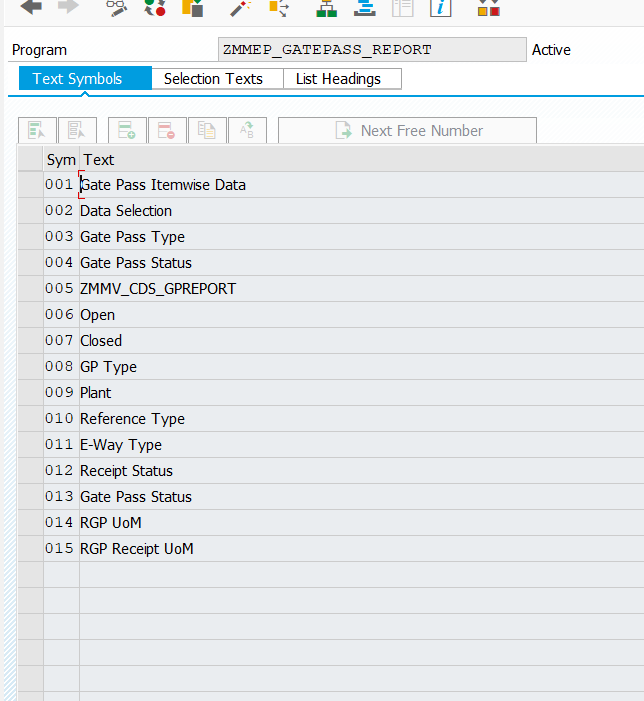 Program ZMMEP_GATEPASS_REPORT Active
Text Symbols Selection Texts List Headings
Next Free Number
Sym Text
001 Gate Pass Itemwise Data
002 Data Selection
003 Gate Pass Type
004 Gate Pass Status
005 ZMMV_CDS_GPREPORT
006 Open
007 Closed
008 GP Type
009 Plant
010 Reference Type
011 E-Way Type
012 Receipt Status
013 Gate Pass Status
014 RGP UoM
015 RGP Receipt UoM